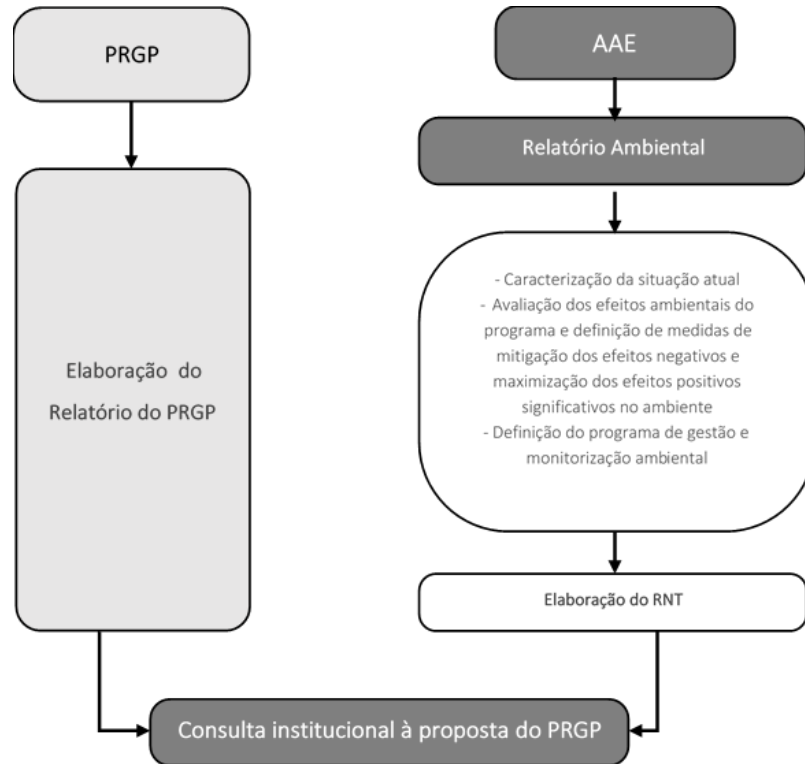 PRGP
Elaboração do
Relatório do PRGP
AAE
Relatório Ambiental
- Caracterização da situação atual
- Avaliação dos efeitos ambientais do
programa e definição de medidas de
mitigação dos efeitos negativos e
maximização dos efeitos positivos
significativos no ambiente
- Definição do programa de gestão e
monitorização ambiental
Elaboração do RNT
Consulta institucional à proposta do PRGP